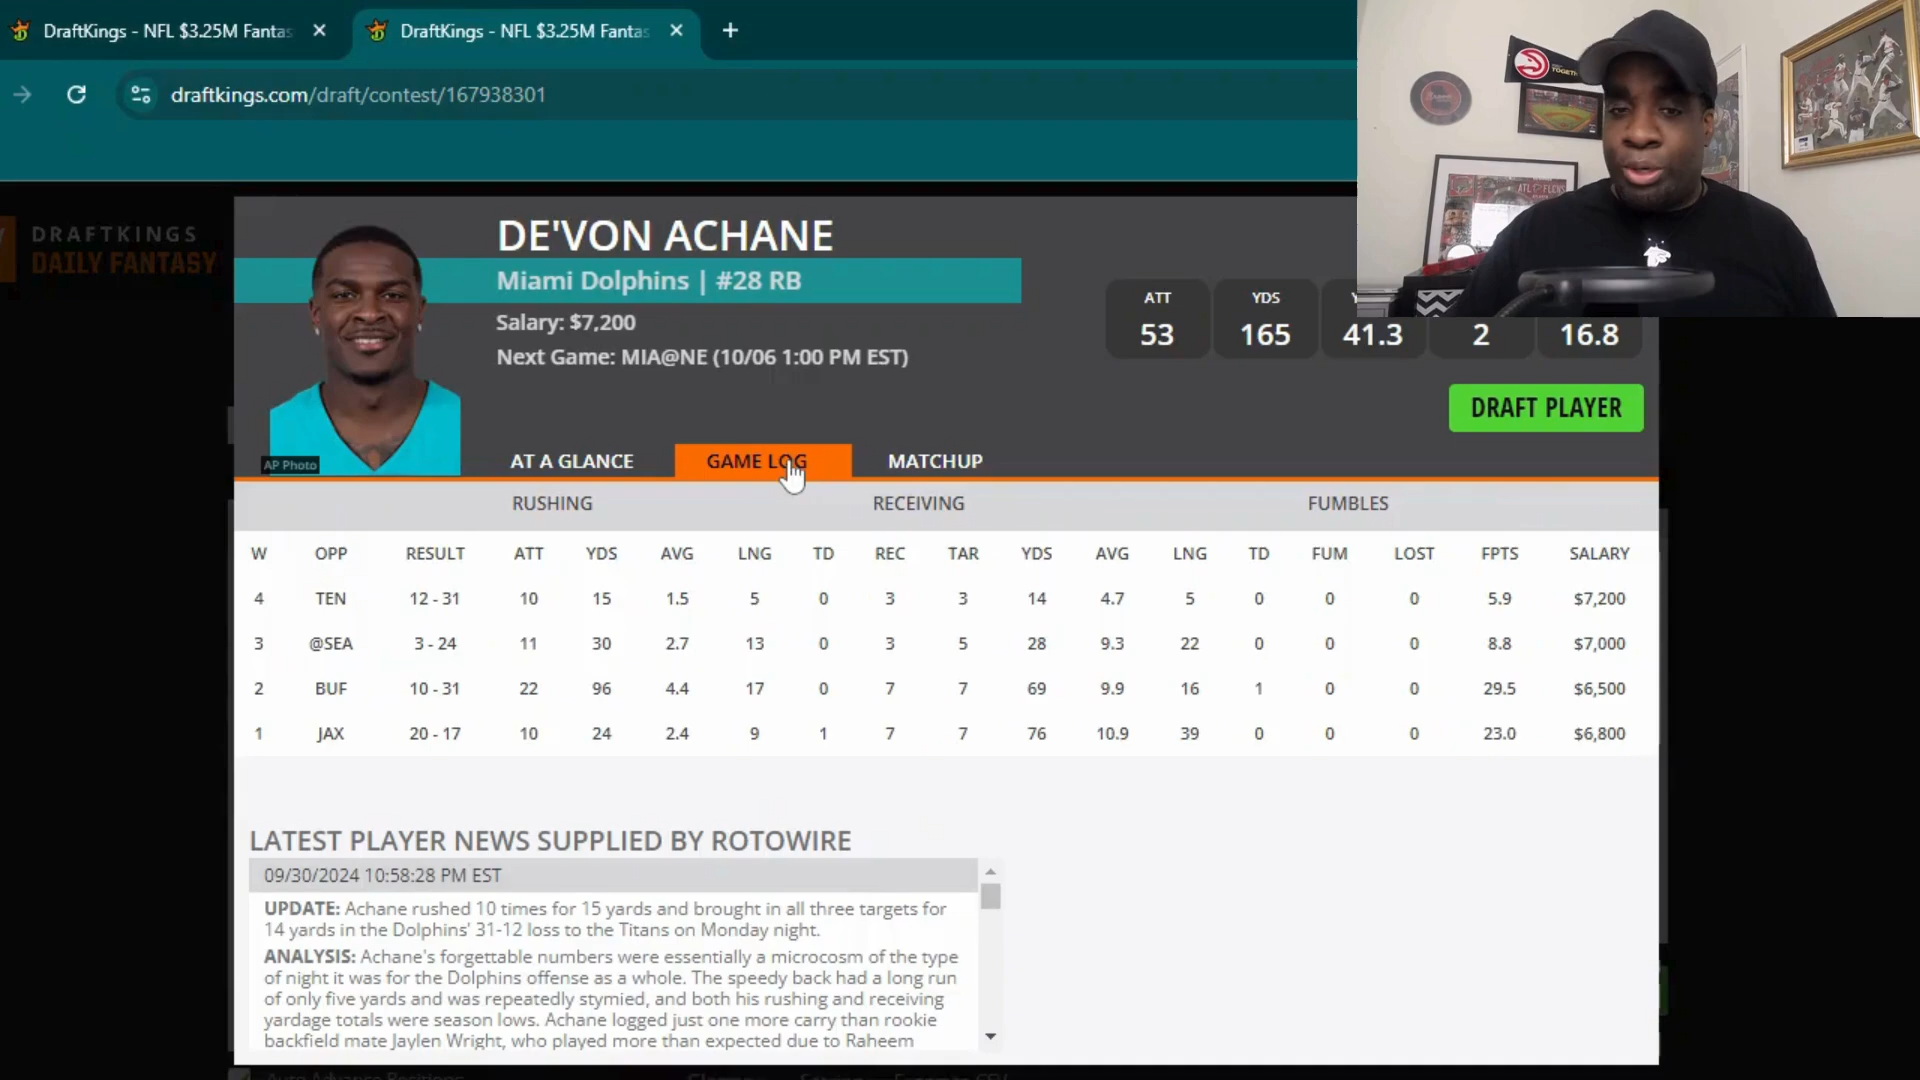 DraftKings - NFL $3.25M Fantas
DraftKings - NFL $3.25M Fantas
draftkings.com/draft/contest/167938301
DRAFTKINGS
DAILY FANTASY
DE'VON ACHANE
Miami Dolphins | #28 RB
Salary: $7,200
Next Game: MIA@NE (10/06 1:00 PM EST)
ATT YDS
53 165 41.3 2 16.8
DRAFT PLAYER
AP Photo
AT A GLANCE GAME LOG MATCHUP
RUSHING RECEIVING FUMBLES
W OPP RESULT ATT YDS AVG LNG TD REC TAR YDS AVG LNG TD FUM LOST FPTS SALARY
4 TEN 12 - 31 10 15 1.5 5 0 3 3 14 4.7 5 0 0 0 5.9 $7,200
3 @SEA 3 - 24 11 30 2.7 13 0 3 5 28 9.3 22 0 0 0 8.8 $7,000
2 BUF 10 - 31 22 96 4.4 17 0 7 7 69 9.9 16 1 0 0 29.5 $6,500
1 JAX 20 - 17 10 24 2.4 9 1 7 7 76 10.9 39 0 0 0 23.0 $6,800
LATEST PLAYER NEWS SUPPLIED BY ROTOWIRE
09/30/2024 10:58:28 PM EST
UPDATE: Achane rushed 10 times for 15 yards and brought in all three targets for
14 yards in the Dolphins' 31-12 loss to the Titans on Monday night.
ANALYSIS: Achane's forgettable numbers were essentially a microcosm of the type
of night it was for the Dolphins offense as a whole. The speedy back had a long run
of only five yards and was repeatedly stymied, and both his rushing and receiving
yardage totals were season lows. Achane logged just one more carry than rookie
backfield mate Jaylen Wright, who played more than expected due to Raheem